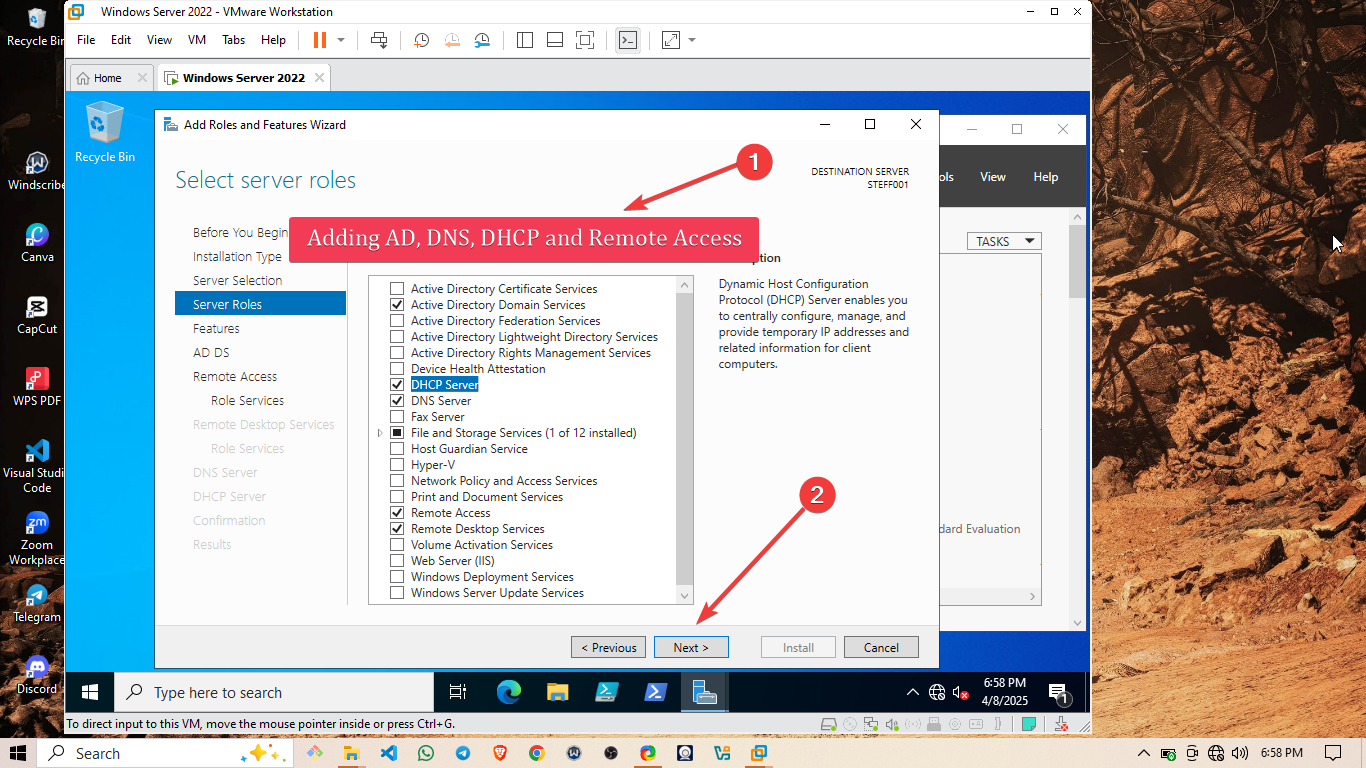 Recycle Bin
Windscribe
Canva
CapCut
WPS PDF
Visual Studi
Code
Zoom
Workplace
Telegram
Discord
Windows Server 2022 - VMware Workstation
File Edit View VM Tabs Help
Home
Windows Server 2022
Recycle Bin
Add Roles and Features Wizard
Select server roles
DESTINATION SERVER
STEFF001
1
Adding AD, DNS, DHCP and Remote Access
Before You Begin
Installation Type
Server Selection
Server Roles
Features
AD DS
Remote Access
Role Services
Remote Desktop Services
Role Services
DNS Server
DHCP Server
Confirmation
Results
Active Directory Certificate Services
Active Directory Domain Services
Active Directory Federation Services
Active Directory Lightweight Directory Services
Active Directory Rights Management Services
Device Health Attestation
DHCP Server
DNS Server
Fax Server
File and Storage Services (1 of 12 installed)
Host Guardian Service
Hyper-V
Network Policy and Access Services
Print and Document Services
Remote Access
Remote Desktop Services
Volume Activation Services
Web Server (IIS)
Windows Deployment Services
Windows Server Update Services
ption
Dynamic Host Configuration
Protocol (DHCP) Server enables you
to centrally configure, manage, and
provide temporary IP addresses and
related information for client
computers.
2
< Previous Next > Install Cancel
ols View Help
TASKS
dard Evaluation
Type here to search
6:58 PM
4/8/2025
1
To direct input to this VM, move the mouse pointer inside or press Ctrl+G.
Search
6:58 PM